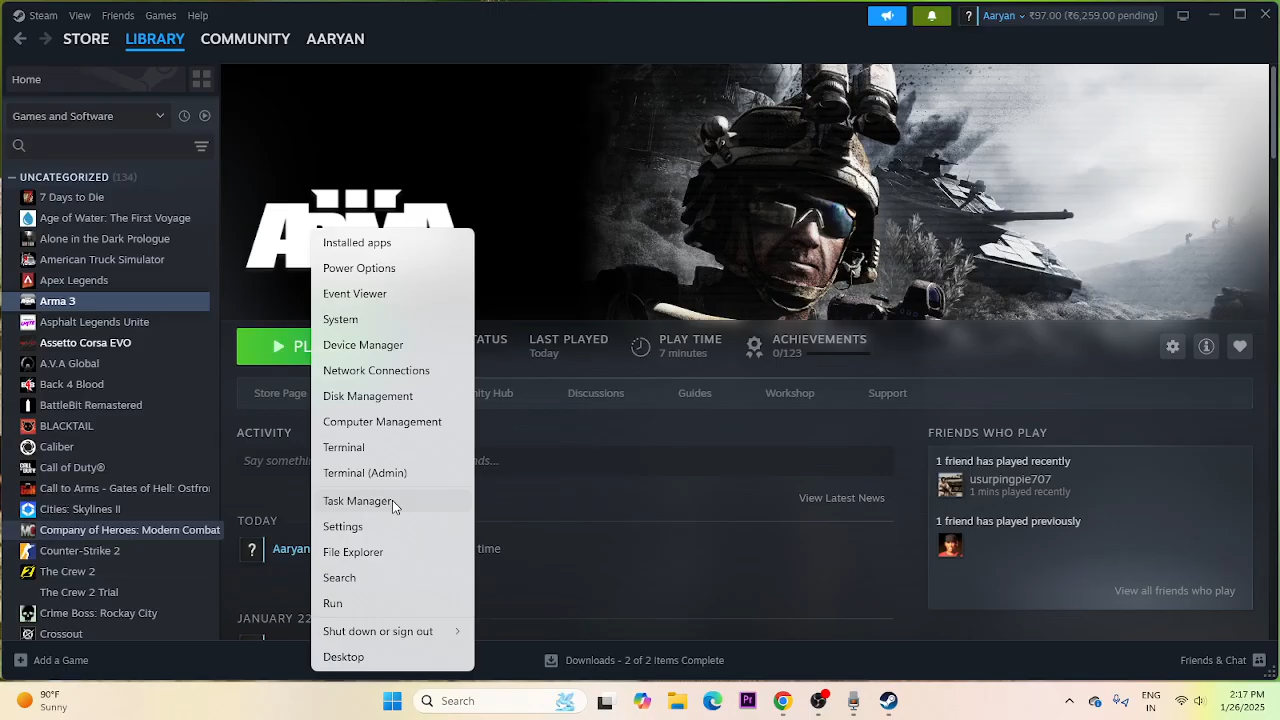 Steam View Friends Games Help
? Aaryan ₹97.00 (₹6,259.00 pending)
STORE LIBRARY COMMUNITY AARYAN
Home
Games and Software
UNCATEGORIZED (134)
7 Days to Die
Age of Water: The First Voyage
Alone in the Dark Prologue
American Truck Simulator
Apex Legends
Arma 3
Asphalt Legends Unite
Assetto Corsa EVO
A.V.A Global
Back 4 Blood
BattleBit Remastered
BLACKTAIL
Caliber
Call of Duty®
Call to Arms - Gates of Hell: Ostfro
Cities: Skylines II
Company of Heroes: Modern Combat
Counter-Strike 2
The Crew 2
The Crew 2 Trial
Crime Boss: Rockay City
Crossout
Add a Game
ARMA
Installed apps
Power Options
Event Viewer
System
Device Manager
Network Connections
Disk Management
Computer Management
Terminal
Terminal (Admin)
Task Manager
Settings
File Explorer
Search
Run
Shut down or sign out
Desktop
PL
TATUS
LAST PLAYED
Today
PLAY TIME
7 minutes
ACHIEVEMENTS
0/123
Store Page
nity Hub
Discussions
Guides
Workshop
Support
ACTIVITY
Say somethin
nds...
View Latest News
TODAY
? Aaryan
time
JANUARY 22
FRIENDS WHO PLAY
1 friend has played recently
usurpingpie707
1 mins played recently
1 friend has played previously
View all friends who play
Downloads - 2 of 2 Items Complete
Friends & Chat
90°F
Sunny
Search
Pr
ENG
IN
2:17 PM
1/26/2025